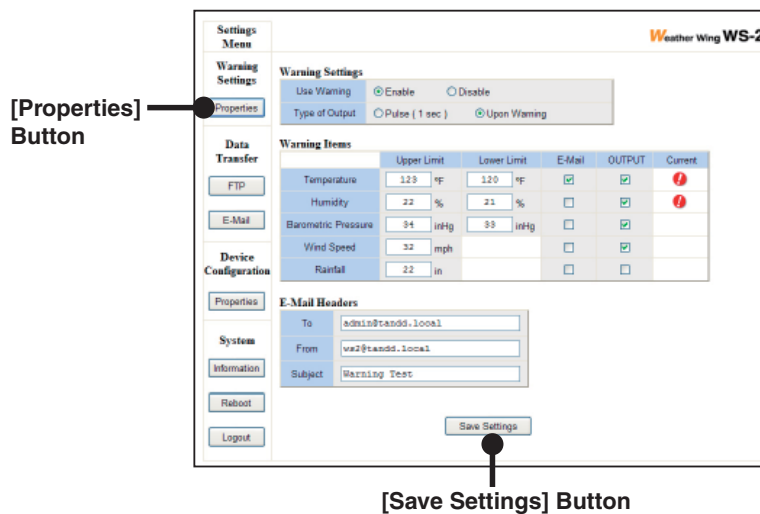 Settings
Menu
Weather Wing WS-2
Warning
Settings
Properties
[Properties]
Button
Data
Transfer
FTP
E-Mail
Device
Configuration
Properties
System
Information
Reboot
Logout
Warning Settings
Use Warning Enable Disable
Type of Output Pulse ( 1 sec ) Upon Warning
Warning Items
Upper Limit Lower Limit E-Mail OUTPUT Current
Temperature 123 °F 120 °F
Humidity 22 % 21 %
Barometric Pressure 34 inHg 33 inHg
Wind Speed 32 mph
Rainfall 22 in
E-Mail Headers
To admin@tandd.local
From ws2@tandd.local
Subject Warning Test
Save Settings
[Save Settings] Button